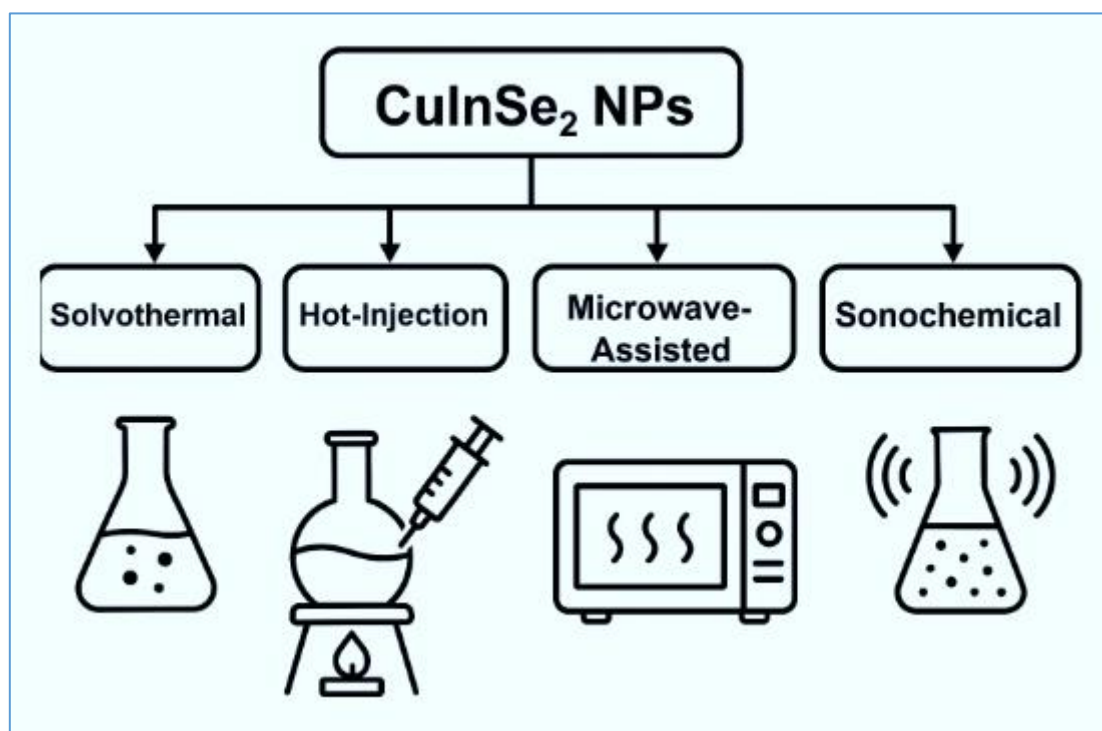 CuInSe₂ NPs
Solvothermal
Hot-Injection
Microwave-
Assisted
Sonochemical